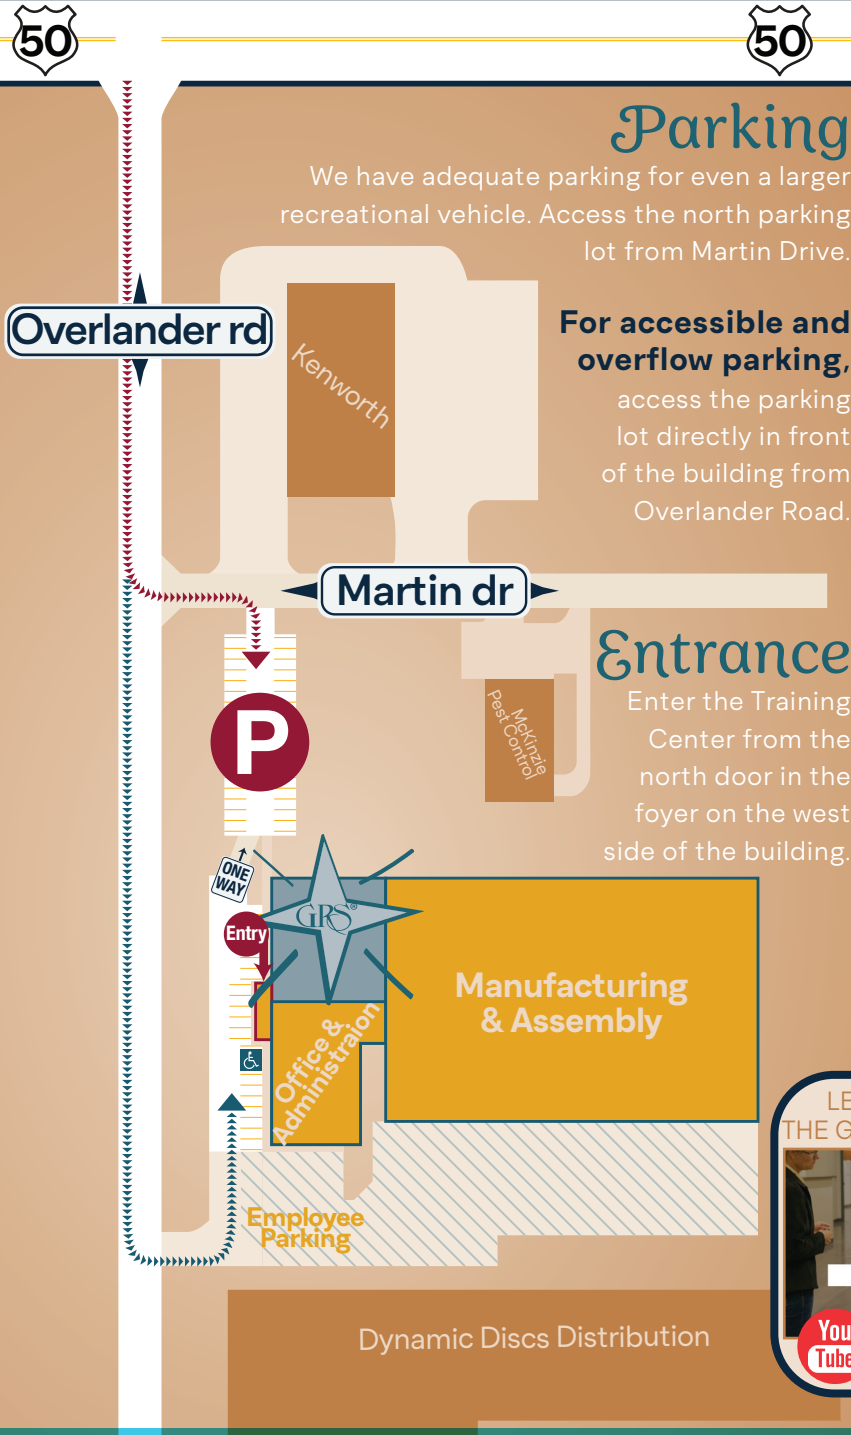 50
50
Parking
We have adequate parking for even a larger
recreational vehicle. Access the north parking
lot from Martin Drive.
Overlander rd
For accessible and
overflow parking,
access the parking
lot directly in front
of the building from
Overlander Road.
Kenworth
Martin dr
Entrance
Enter the Training
Center from the
north door in the
foyer on the west
side of the building.
McKinzie
Pest Control
P
ONE
WAY
GRS®
Entry
Manufacturing
& Assembly
Office &
Administraion
LE
THE G
Employee
Parking
Dynamic Discs Distribution
You
Tube